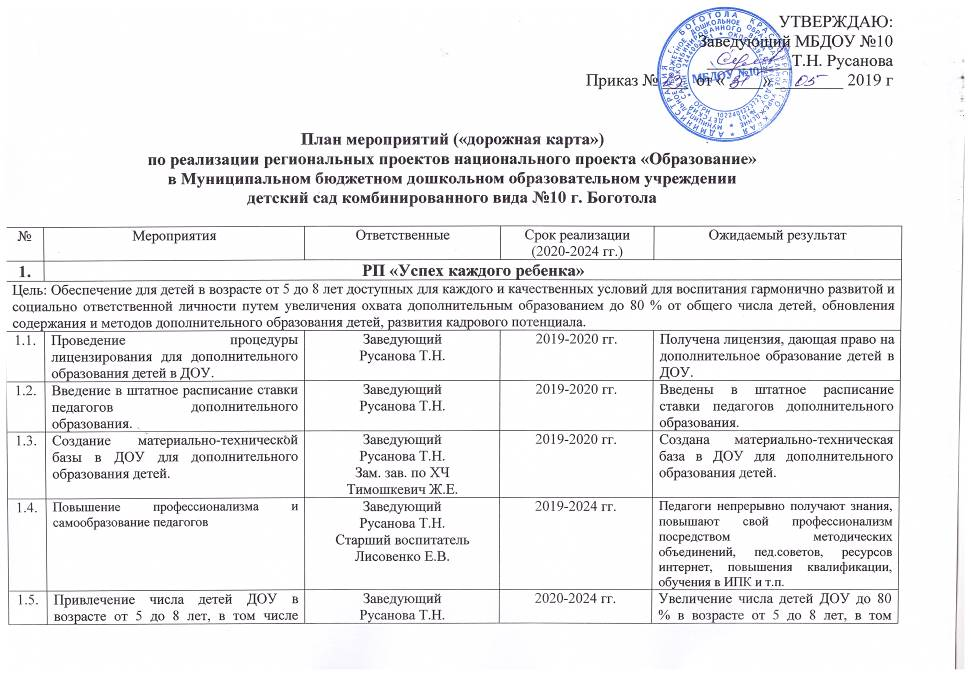 УТВЕРЖДАЮ:
Заведующий МБДОУ №10
Т.Н. Русанова
Приказ № от « 31 » 05 2019 г
МБДОУ №10
План мероприятий («дорожная карта»)
по реализации региональных проектов национального проекта «Образование»
в Муниципальном бюджетном дошкольном образовательном учреждении
детский сад комбинированного вида №10 г. Боготола
№ Мероприятия Ответственные Срок реализации Ожидаемый результат
(2020-2024 гг.)
1. РП «Успех каждого ребенка»
Цель: Обеспечение для детей в возрасте от 5 до 8 лет доступных для каждого и качественных условий для воспитания гармонично развитой и
социально ответственной личности путем увеличения охвата дополнительным образованием до 80 % от общего числа детей, обновления
содержания и методов дополнительного образования детей, развития кадрового потенциала.
1.1. Проведение процедуры Заведующий 2019-2020 гг. Получена лицензия, дающая право на
лицензирования для дополнительного Русанова Т.Н. дополнительное образование детей в
образования детей в ДОУ. ДОУ.
1.2. Введение в штатное расписание ставки Заведующий 2019-2020 гг. Введены в штатное расписание
педагогов дополнительного Русанова Т.Н. ставки педагогов дополнительного
образования. образования.
1.3. Создание материально-технической Заведующий 2019-2020 гг. Создана материально-техническая
базы в ДОУ для дополнительного Русанова Т.Н. база в ДОУ для дополнительного
образования детей. Зам. зав. по ХЧ образования детей.
Тимошкевич Ж.Е.
1.4. Повышение профессионализма и Заведующий 2019-2024 гг. Педагоги непрерывно получают знания,
самообразование педагогов Русанова Т.Н. повышают свой профессионализм
Старший воспитатель посредством методических
Лисовенко Е.В. объединений, пед.советов, ресурсов
интернет, повышения квалификации,
обучения в ИПК и т.п.
1.5. Привлечение числа детей ДОУ в Заведующий 2020-2024 гг. Увеличение числа детей ДОУ до 80
возрасте от 5 до 8 лет, в том числе Русанова Т.Н. % в возрасте от 5 до 8 лет, в том